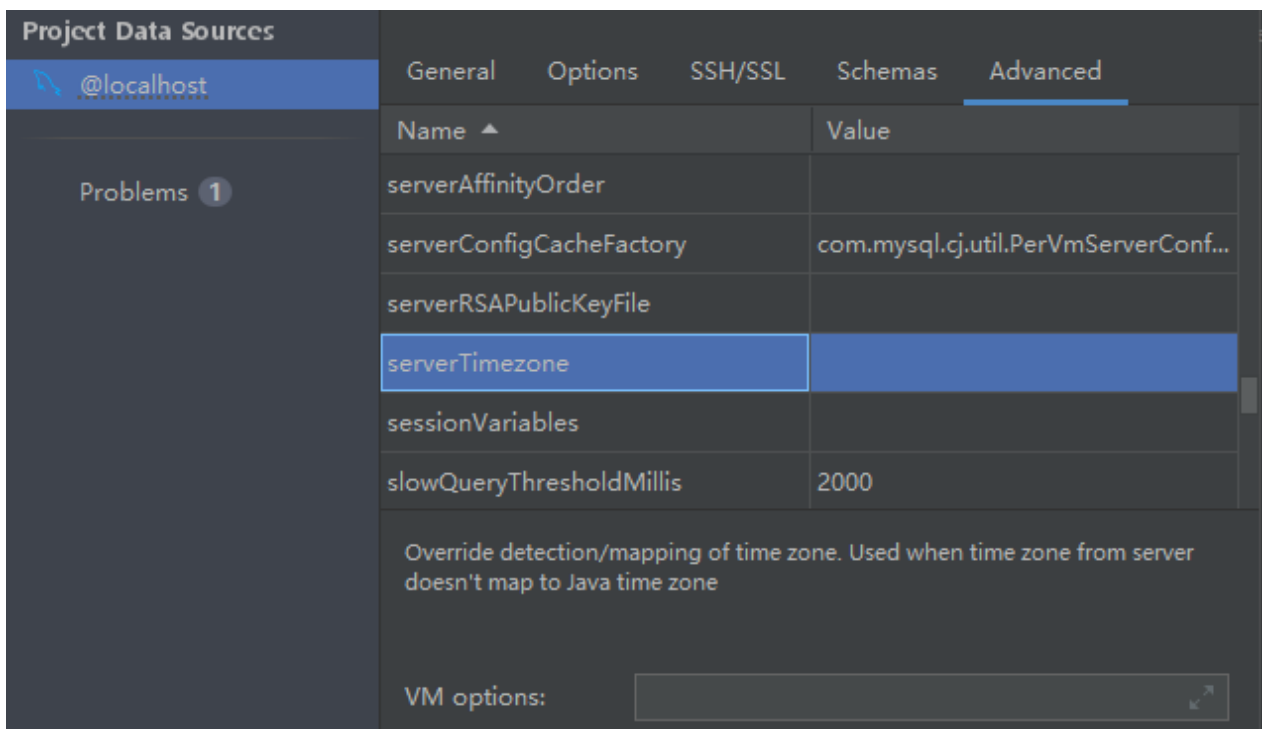 Project Data Sources
@localhost
Problems 1
General Options SSH/SSL Schemas Advanced
Name Value
serverAffinityOrder
serverConfigCacheFactory com.mysql.cj.util.PerVmServerConf...
serverRSAPublicKeyFile
serverTimezone
sessionVariables
slowQueryThresholdMillis 2000
Override detection/mapping of time zone. Used when time zone from server
doesn't map to Java time zone
VM options: